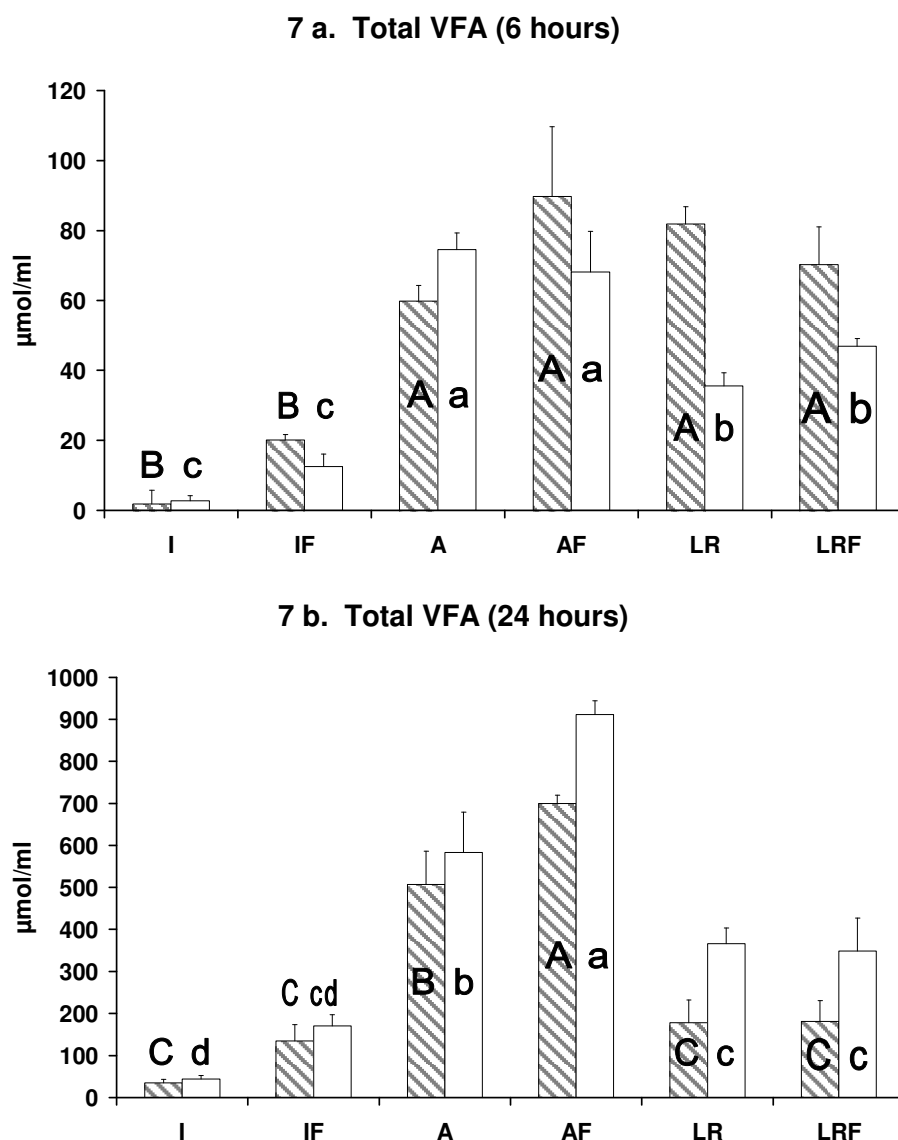 7 a. Total VFA (6 hours)
120
100
80
60
40
20
0
µmol/ml
B c
B c
A a
A a
A b
A b
I IF A AF LR LRF
7 b. Total VFA (24 hours)
1000
900
800
700
600
500
400
300
200
100
0
µmol/ml
C d
C cd
B b
A a
C c
C c
I IF A AF LR LRF